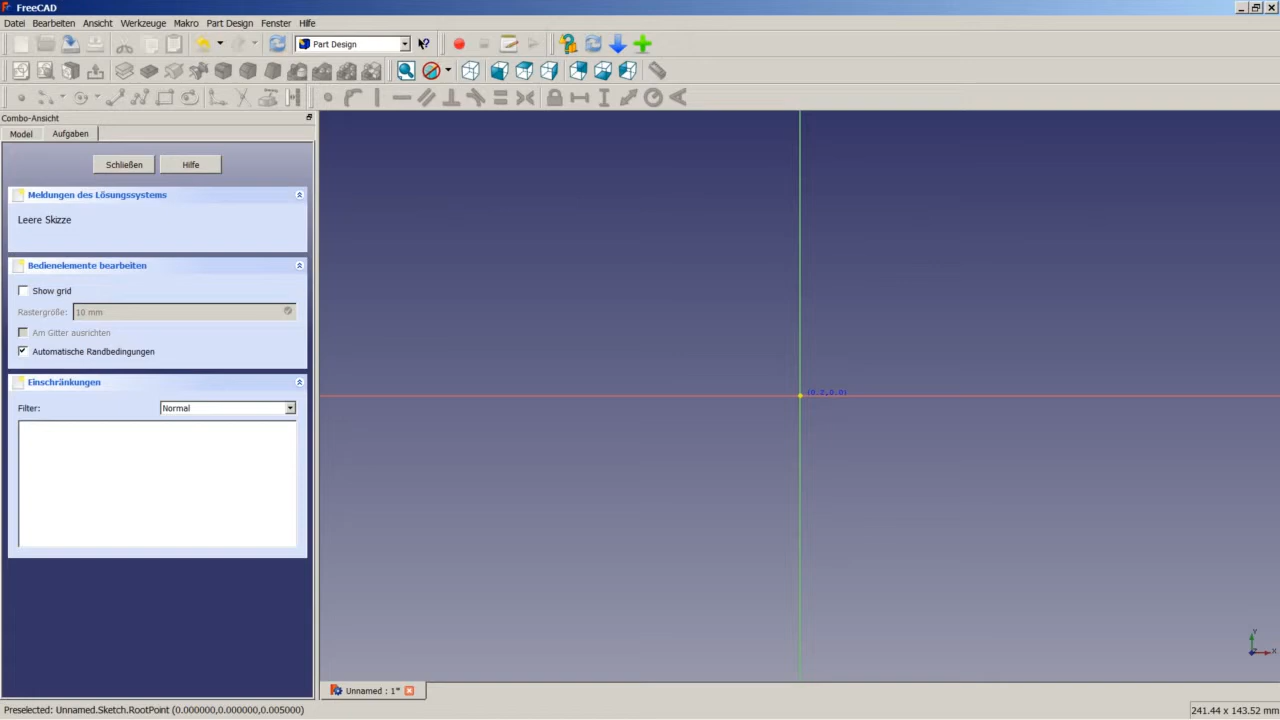 FreeCAD
Datei Bearbeiten Ansicht Werkzeuge Makro Part Design Fenster Hilfe
Part Design
Combo-Ansicht
Model Aufgaben
Schließen Hilfe
Meldungen des Lösungssystems
Leere Skizze
Bedienelemente bearbeiten
Show grid
Rastergröße: 10 mm
Am Gitter ausrichten
Automatische Randbedingungen
Einschränkungen
Filter: Normal
Y
X
Unnamed : 1*
Preselected: Unnamed.Sketch.RootPoint (0.000000,0.000000,0.005000)
241.44 x 143.52 mm